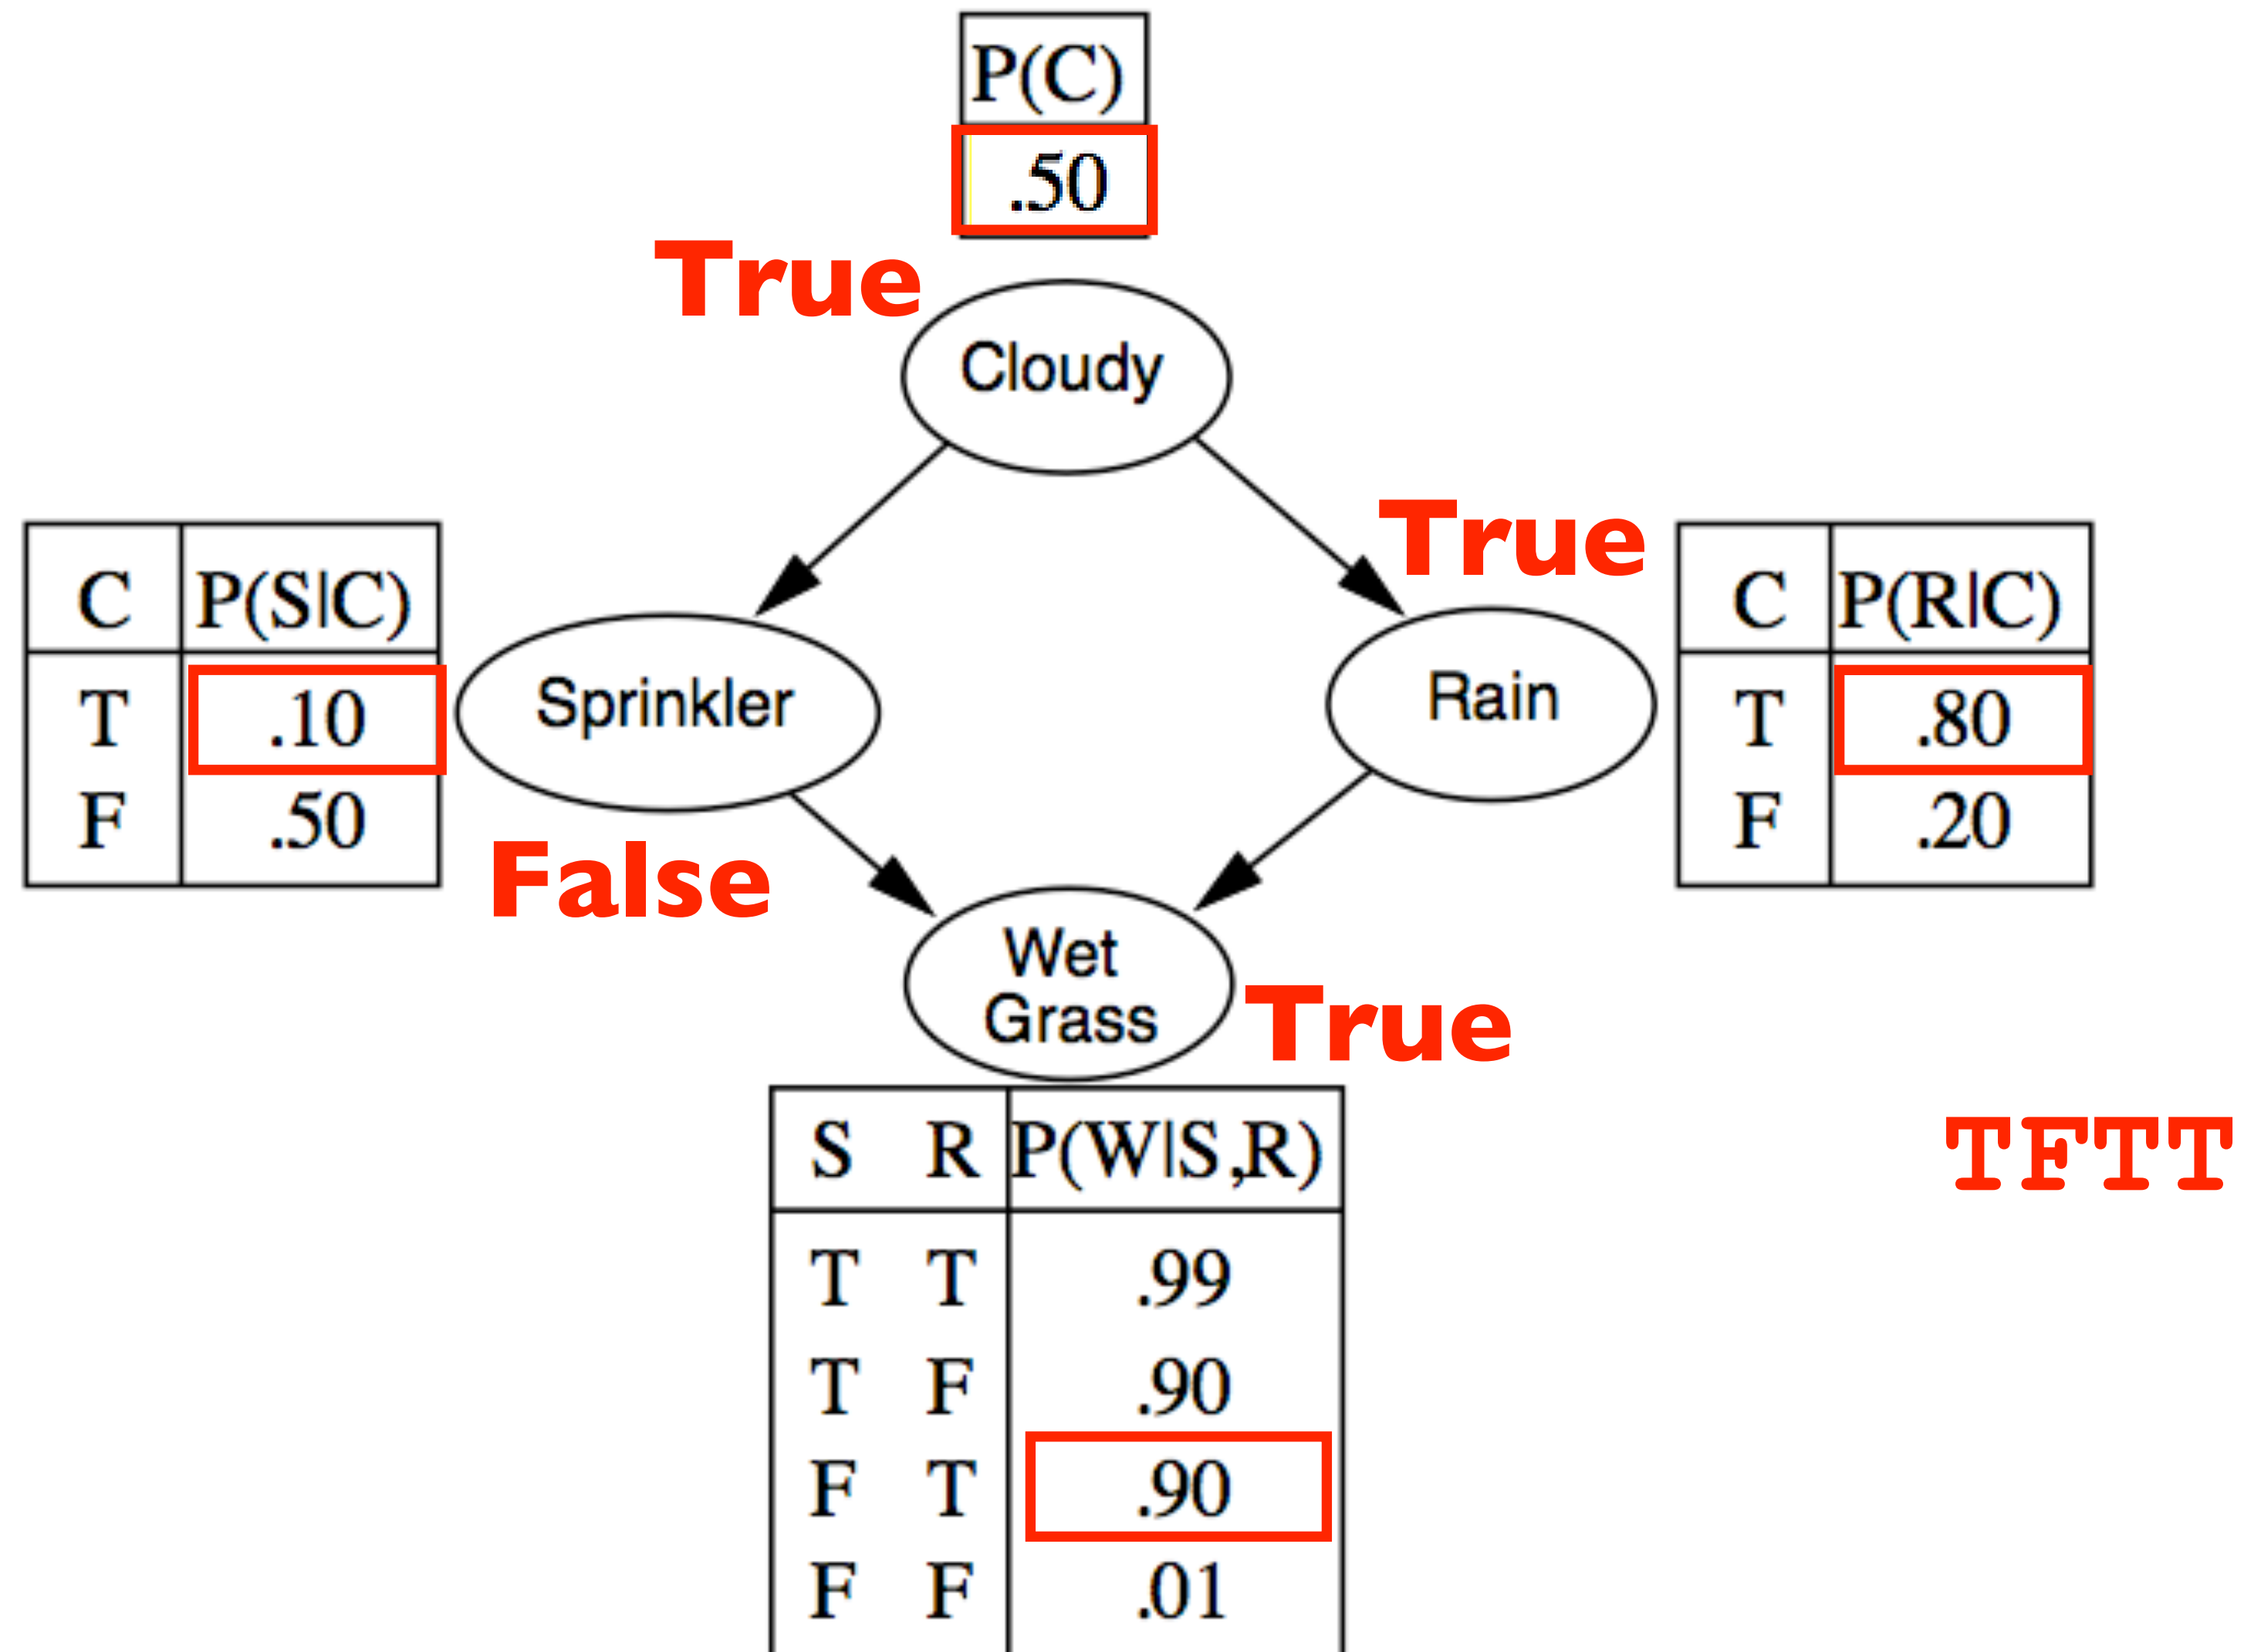 P(C)
.50
True
Cloudy
True
C P(S|C)
T .10
F .50
Sprinkler
Rain
C P(R|C)
T .80
F .20
False
Wet
Grass
True
S R P(W|S,R)
T T .99
T F .90
F T .90
F F .01
TFTT